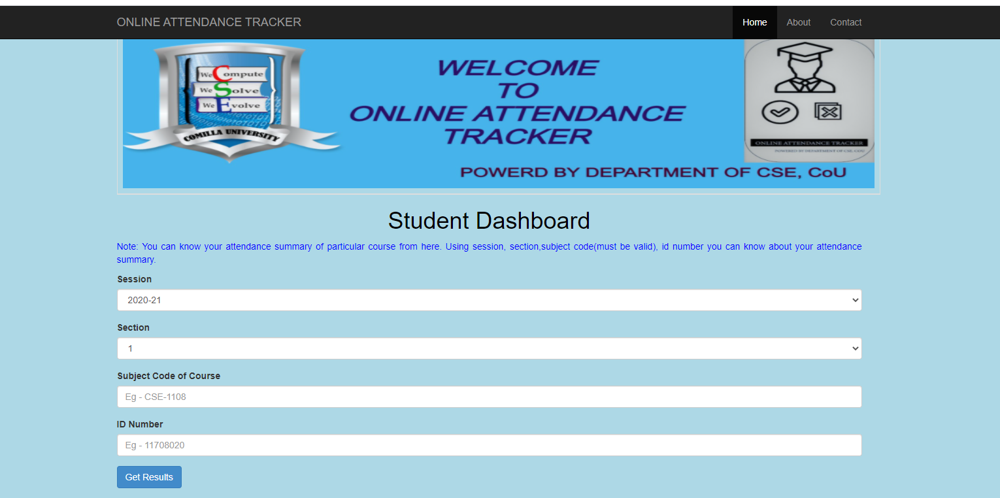 ONLINE ATTENDANCE TRACKER
Home About Contact
We Compute
We Solve
We Evolve
COMILLA UNIVERSITY
WELCOME
TO
ONLINE ATTENDANCE
TRACKER
POWERD BY DEPARTMENT OF CSE, CoU
ONLINE ATTENDANCE TRACKER
POWERED BY DEPARTMENT OF CSE, COU
Student Dashboard
Note: You can know your attendance summary of particular course from here. Using session, section,subject code(must be valid), id number you can know about your attendance
summary.
Session
2020-21
Section
1
Subject Code of Course
Eg - CSE-1108
ID Number
Eg - 11708020
Get Results